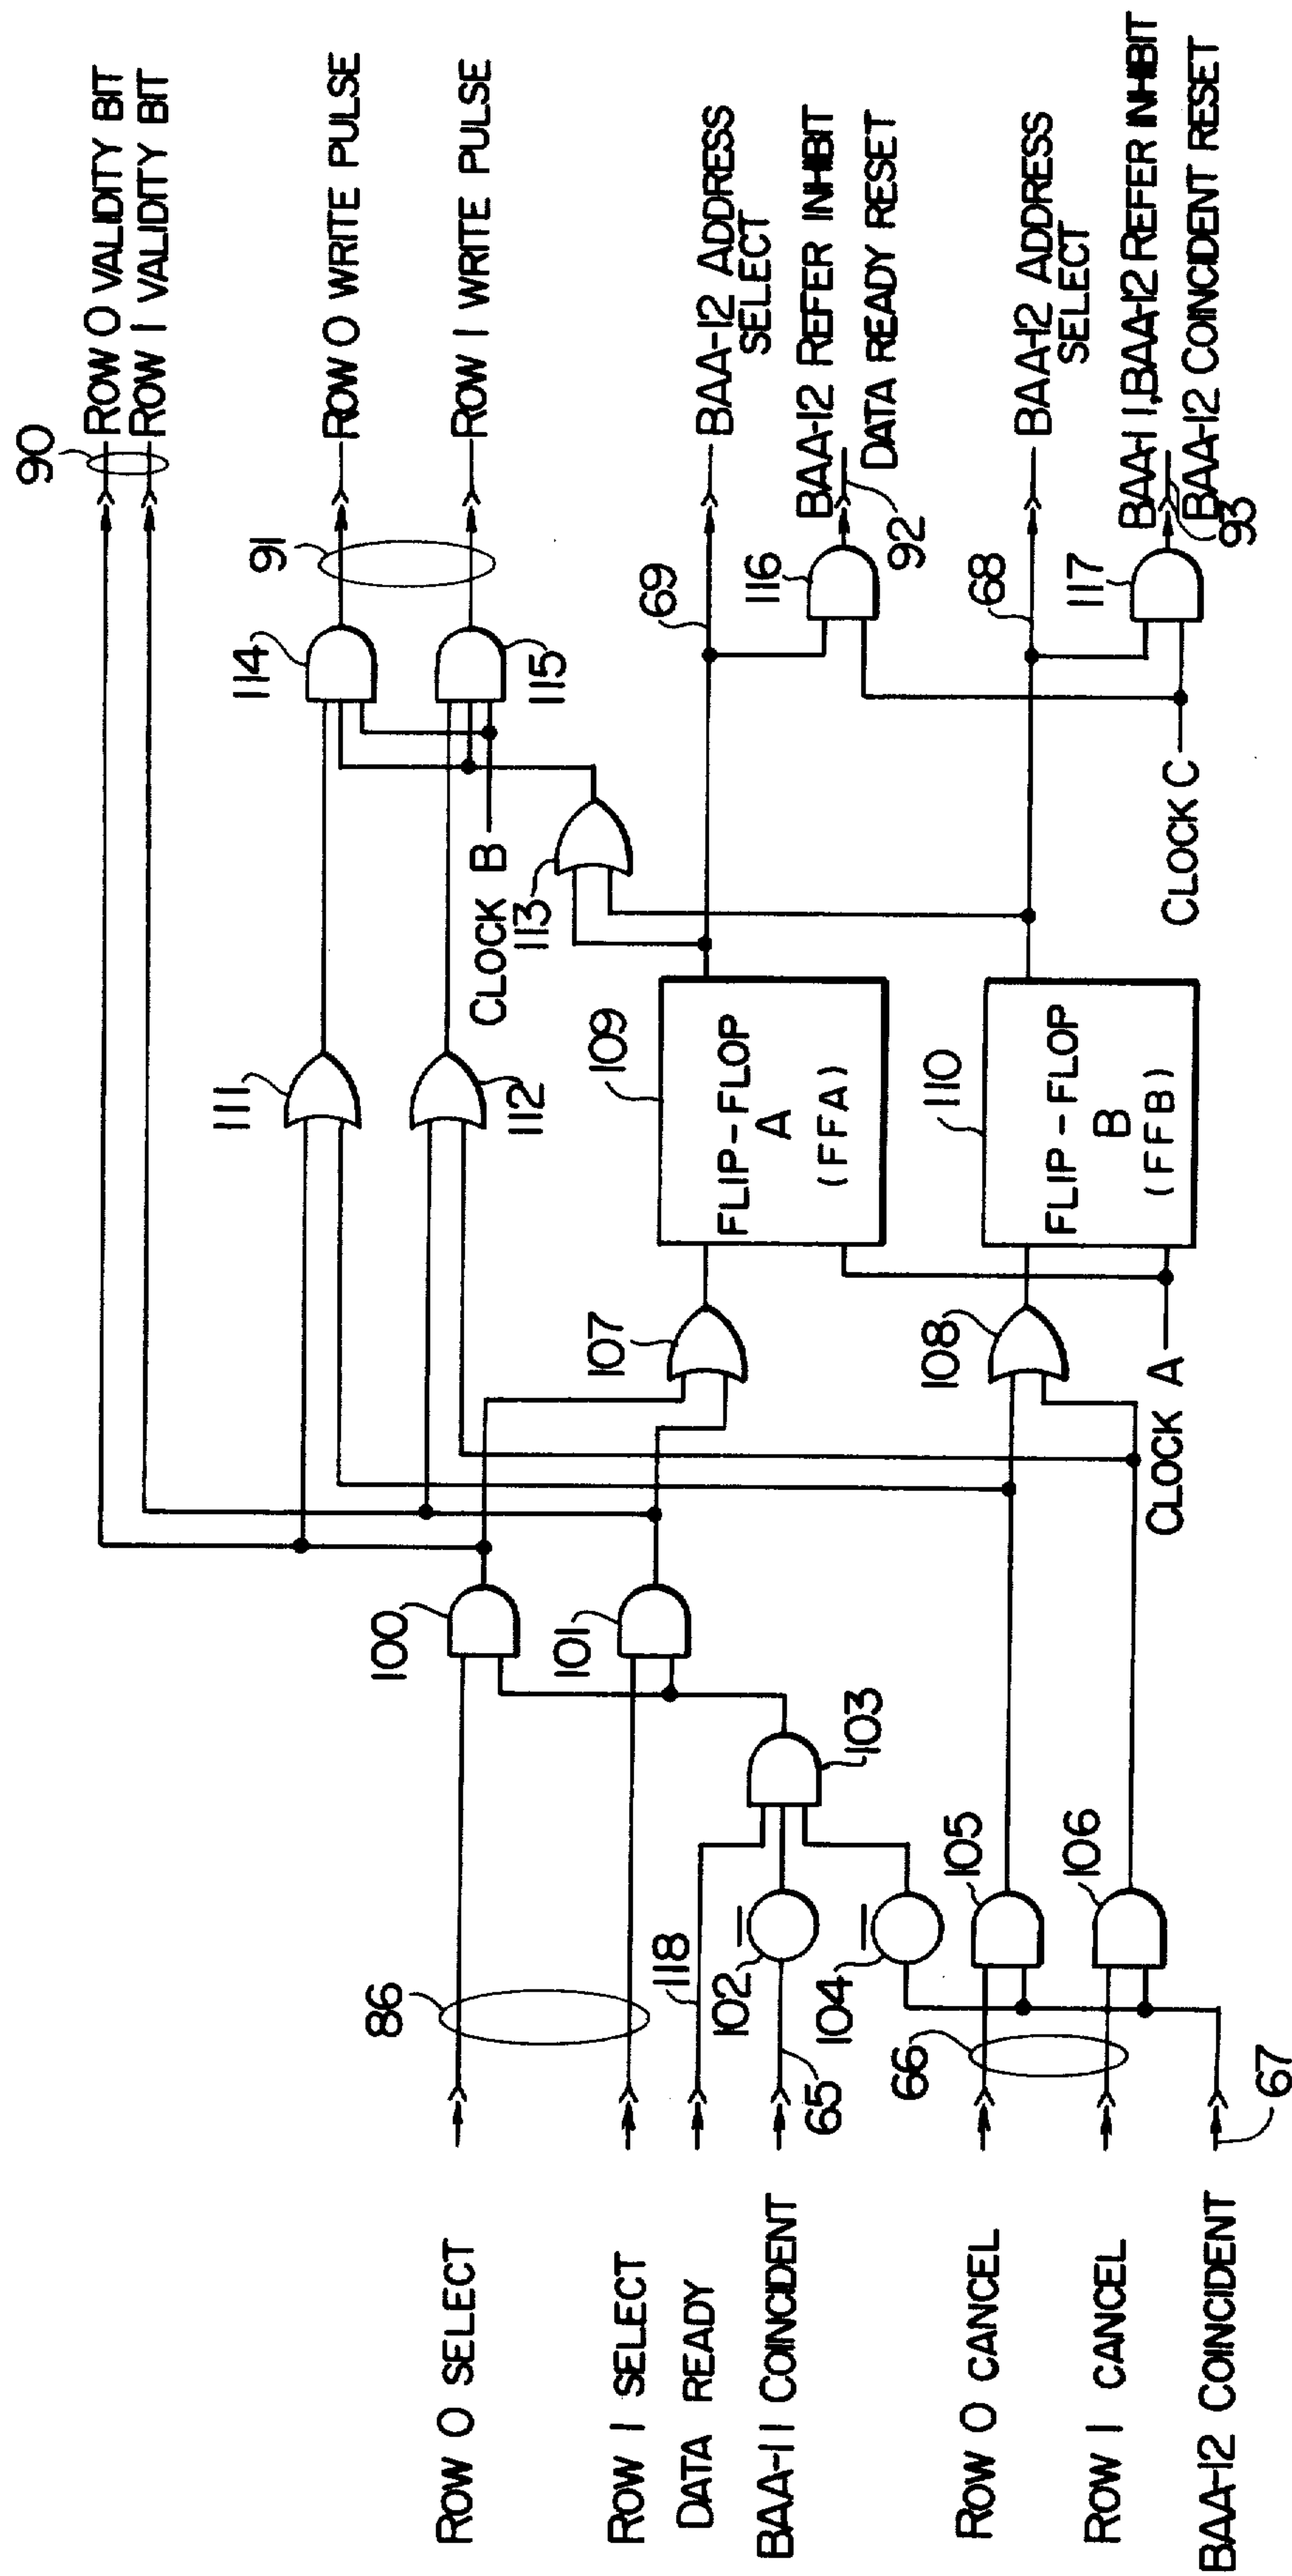 ROW 0 SELECT
ROW 1 SELECT
DATA READY
BAA-11 COINCIDENT
ROW 0 CANCEL
ROW 1 CANCEL
BAA-12 COINCIDENT
86
118
102
65
104
66
67
100
101
103
105
106
107
108
CLOCK A
111
112
109
FLIP-FLOP
A
(FFA)
110
FLIP-FLOP
B
(FFB)
CLOCK B
113
CLOCK C
114
115
69
116
68
117
90
91
92
93
ROW 0 VALIDITY BIT
ROW 1 VALIDITY BIT
ROW 0 WRITE PULSE
ROW 1 WRITE PULSE
BAA-12 ADDRESS
SELECT
BAA-12 REFER INHIBIT
DATA READY RESET
BAA-12 ADDRESS
SELECT
BAA-11,BAA-12 REFER INHIBIT
BAA-12 COINCIDENT RESET